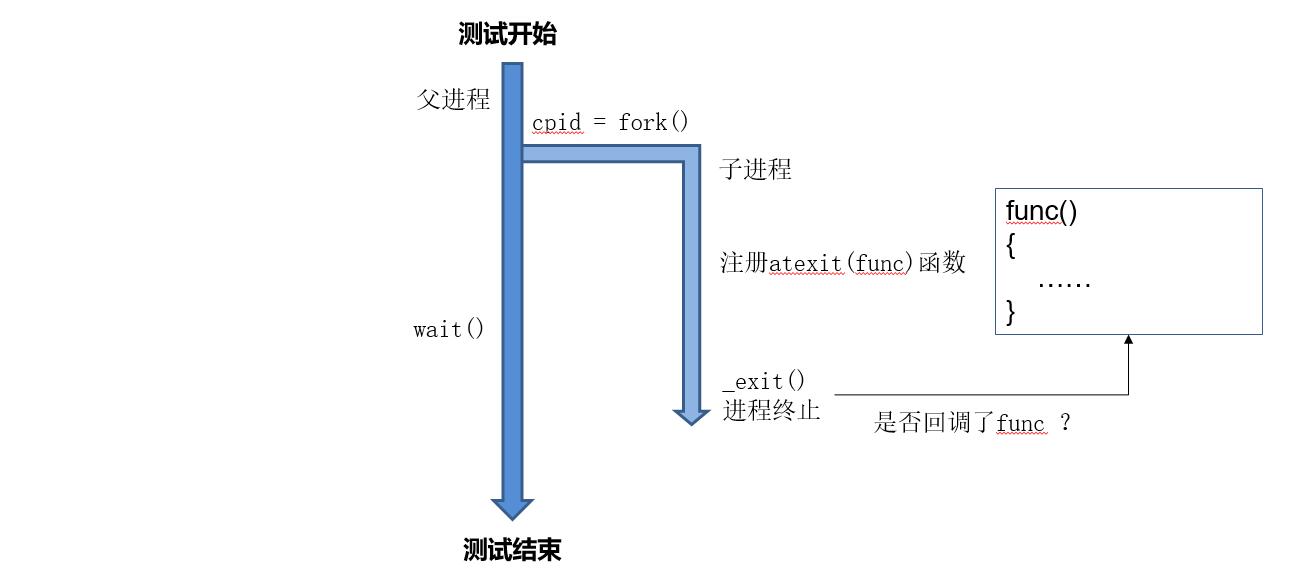 测试开始
父进程
cpid = fork()
子进程
func()
{
......
}
注册atexit(func)函数
wait()
_exit()
进程终止
是否回调了func ？
测试结束